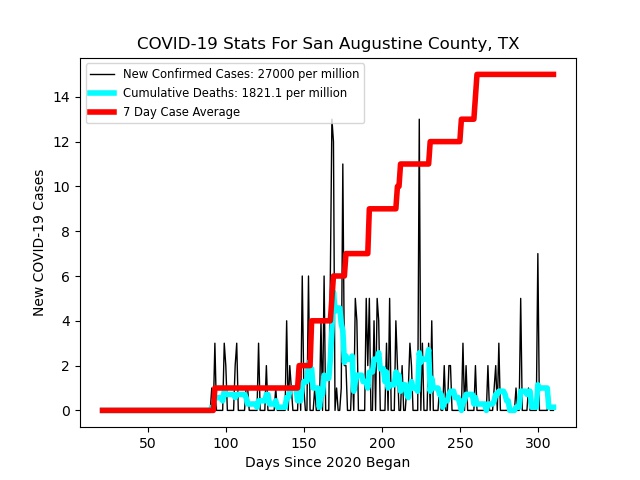 COVID-19 Stats For San Augustine County, TX
New Confirmed Cases: 27000 per million
Cumulative Deaths: 1821.1 per million
7 Day Case Average
New COVID-19 Cases
14
12
10
8
6
4
2
0
50 100 150 200 250 300
Days Since 2020 Began